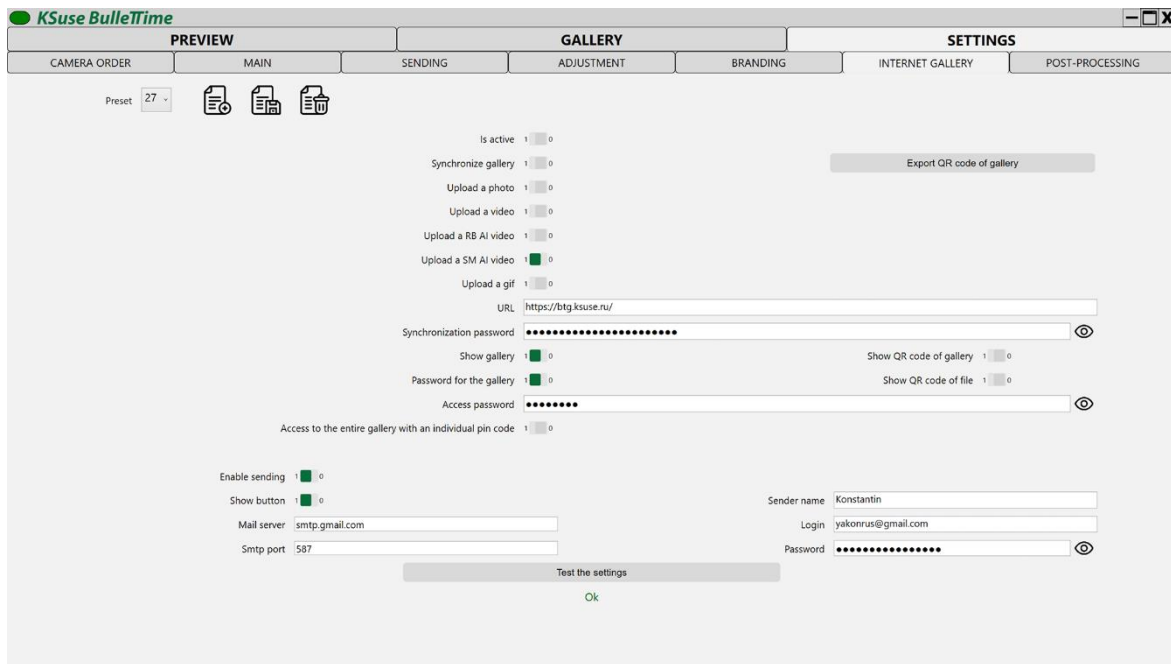 KSuse BulleTime
PREVIEW GALLERY SETTINGS
CAMERA ORDER MAIN SENDING ADJUSTMENT BRANDING INTERNET GALLERY POST-PROCESSING
Preset 27
Is active 1 0
Synchronize gallery 1 0 Export QR code of gallery
Upload a photo 1 0
Upload a video 1 0
Upload a RB AI video 1 0
Upload a SM AI video 1 0
Upload a gif 1 0
URL https://btg.ksuse.ru/
Synchronization password ●●●●●●●●●●●●●●●●●●●●●●●
Show gallery 1 0 Show QR code of gallery 1 0
Password for the gallery 1 0 Show QR code of file 1 0
Access password ●●●●●●●●
Access to the entire gallery with an individual pin code 1 0
Enable sending 1 0
Show button 1 0 Sender name Konstantin
Mail server smtp.gmail.com Login yakonrus@gmail.com
Smtp port 587 Password ●●●●●●●●●●●●●●●●
Test the settings
Ok